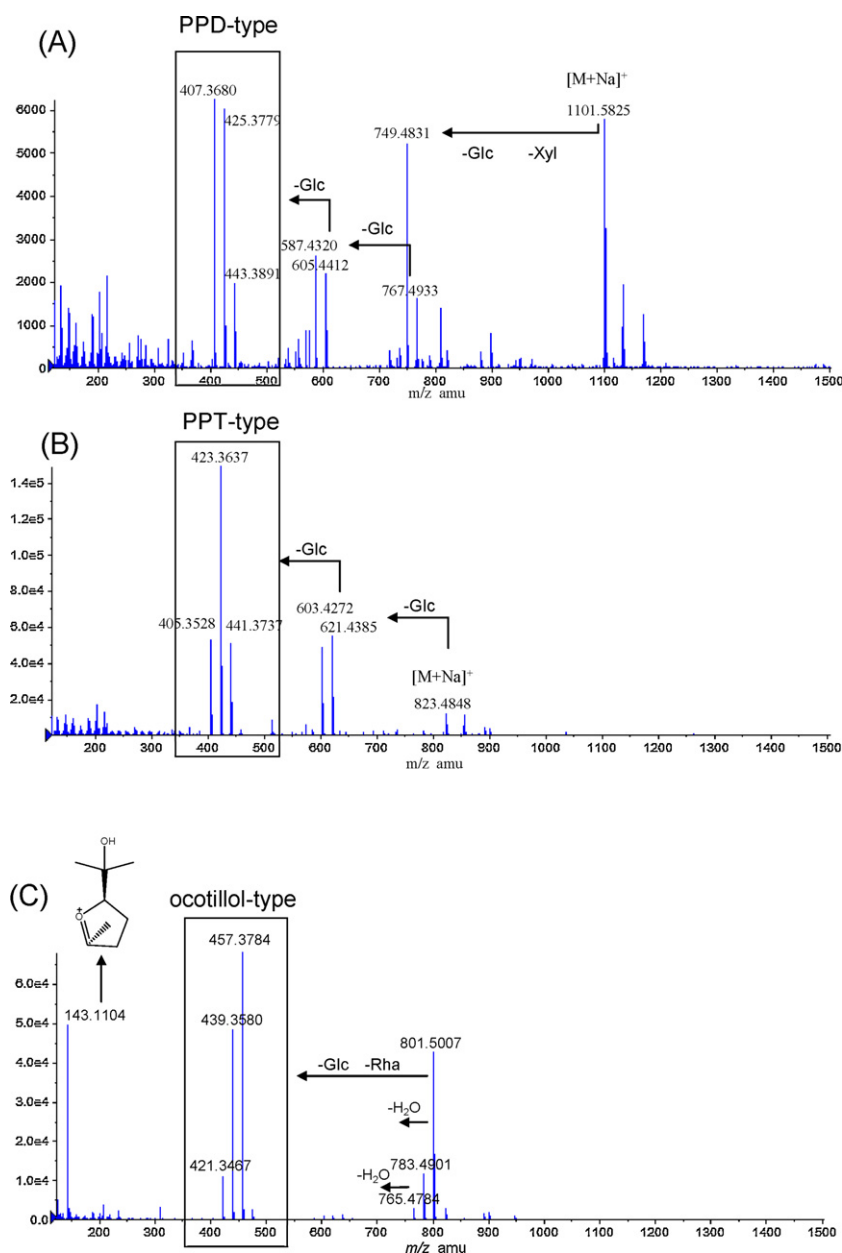 (A)
PPD-type
[M+Na]+
1101.5825
407.3680
425.3779
749.4831
-Glc -Xyl
-Glc
-Glc
587.4320
605.4412
443.3891
767.4933
6000
5000
4000
3000
2000
1000
0
200 300 400 500 600 700 800 900 1000 1100 1200 1300 1400 1500
m/z amu
(B)
PPT-type
423.3637
-Glc
603.4272
-Glc
405.3528
441.3737
621.4385
[M+Na]+
823.4848
1.4e5
1.2e5
1.0e5
8.0e4
6.0e4
4.0e4
2.0e4
0.0
200 300 400 500 600 700 800 900 1000 1100 1200 1300 1400 1500
m/z amu
OH
O+
(C)
ocotillol-type
457.3784
143.1104
439.3580
801.5007
-Glc -Rha
-H₂O
421.3467
783.4901
-H₂O
765.4784
6.0e4
5.0e4
4.0e4
3.0e4
2.0e4
1.0e4
0.0
200 300 400 500 600 700 800 900 1000 1100 1200 1300 1400 1500
m/z amu